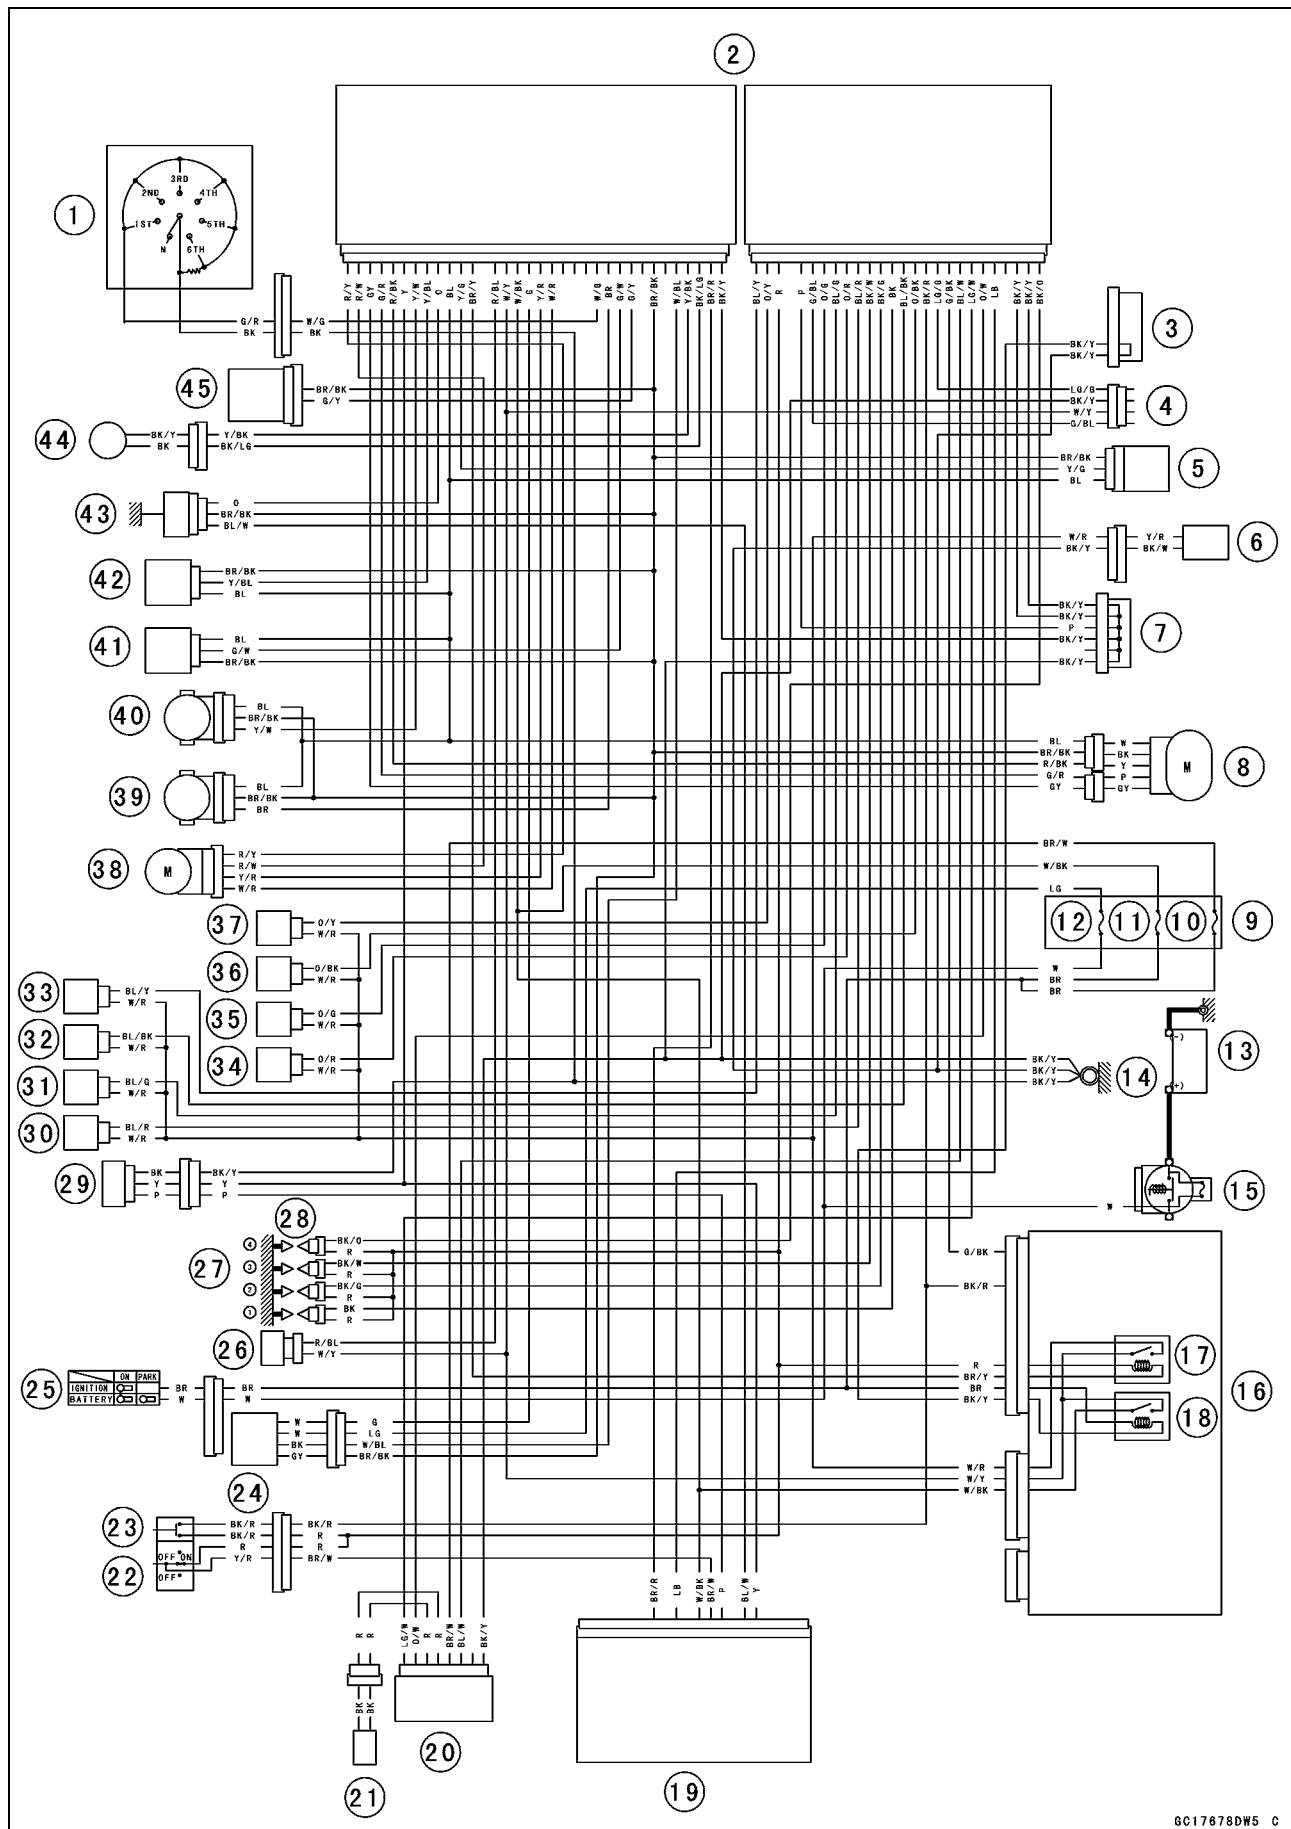 2
3RD
2ND
4TH
1
1ST
5TH
N
6TH
R/Y
R/W
GY
G/R
R/BK
Y
Y/W
Y/BL
O
BL
Y/G
BR/Y
R/BL
W/Y
W/BK
G
Y/R
W/R
W/G
BR
G/W
G/Y
BR/BK
W/BL
Y/BK
BK/LG
BR/R
BK/Y
BL/Y
O/Y
R
P
G/BL
O/G
BL/G
O/R
BL/R
BK/W
BK/G
BK
BL/BK
O/BK
BK/R
LG/G
G/BK
BL/W
LG/W
O/W
LB
BK/Y
BK/Y
BK/O
G/R
W/G
BK
BK
BK/Y
BK/Y
3
45
BR/BK
G/Y
LG/G
BK/Y
W/Y
G/BL
4
44
BK/Y
Y/BK
BK
BK/LG
BR/BK
Y/G
BL
5
43
O
BR/BK
BL/W
W/R
Y/R
BK/Y
BK/W
6
42
BR/BK
Y/BL
BL
BK/Y
BK/Y
P
BK/Y
BK/Y
7
41
BL
G/W
BR/BK
40
BL
BR/BK
Y/W
BL
W
BR/BK
BK
R/BK
Y
G/R
P
GY
GY
M
8
39
BL
BR/BK
BR
38
M
R/Y
R/W
Y/R
W/R
BR/W
W/BK
LG
12
11
10
9
37
O/Y
W/R
36
O/BK
W/R
W
BR
BR
33
BL/Y
W/R
35
O/G
W/R
32
BL/BK
W/R
34
O/R
W/R
(-)
13
(+)
BK/Y
BK/Y
BK/Y
14
31
BL/G
W/R
30
BL/R
W/R
29
BK
BK/Y
Y
Y
P
P
W
15
28
27
4
3
2
1
BK/O
R
BK/W
R
BK/G
R
BK
R
G/BK
BK/R
26
R/BL
W/Y
25
ON
PARK
IGNITION
BATTERY
BR
BR
W
W
R
BR/Y
BR
BK/Y
17
18
16
W
G
W
LG
BK
W/BL
GY
BR/BK
24
W/R
W/Y
W/BK
23
BK/R
BK/R
BK/R
R
R
R
Y/R
BR/W
22
OFF
ON
OFF
R
R
LG/W
O/W
R
R
BR/W
BL/W
BK/Y
BR/R
LB
W/BK
BR/W
P
BL/W
Y
BK
BK
20
21
19
GC17678DW5 C